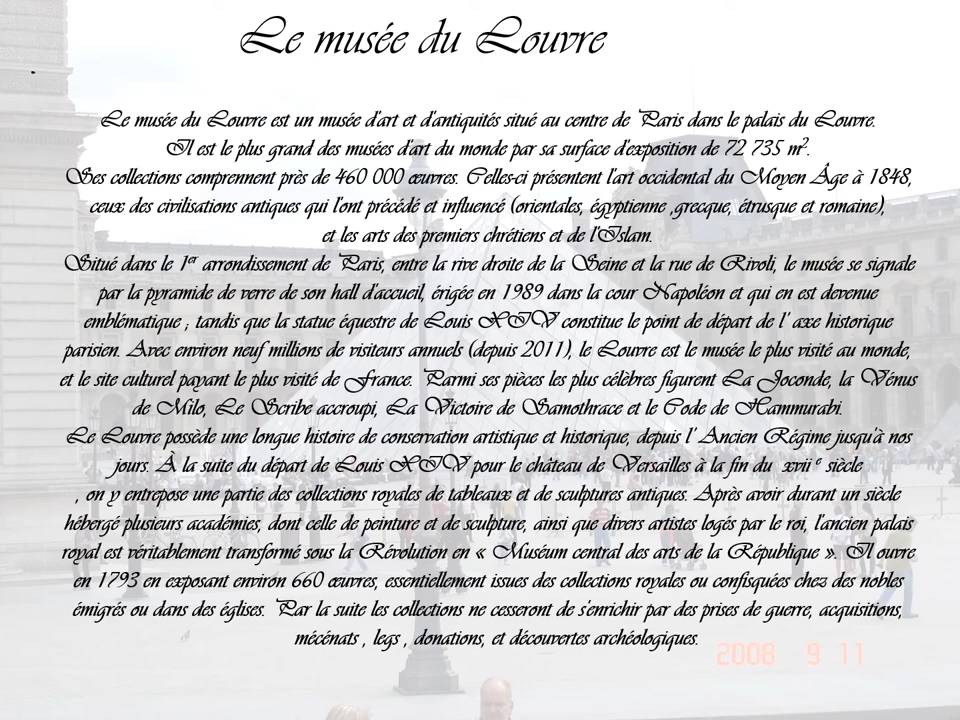 Le musée du Louvre
.
Le musée du Louvre est un musée d'art et d'antiquités situé au centre de Paris dans le palais du Louvre.
Il est le plus grand des musées d'art du monde par sa surface d'exposition de 72 735 m².
Ses collections comprennent près de 460 000 œuvres. Celles-ci présentent l'art occidental du Moyen Âge à 1848,
ceux des civilisations antiques qui l'ont précédé et influencé (orientales, égyptienne ,grecque, étrusque et romaine),
et les arts des premiers chrétiens et de l'Islam.
Situé dans le 1er arrondissement de Paris, entre la rive droite de la Seine et la rue de Rivoli, le musée se signale
par la pyramide de verre de son hall d'accueil, érigée en 1989 dans la cour Napoléon et qui en est devenue
emblématique ; tandis que la statue équestre de Louis XIV constitue le point de départ de l' axe historique
parisien. Avec environ neuf millions de visiteurs annuels (depuis 2011), le Louvre est le musée le plus visité au monde,
et le site culturel payant le plus visité de France. Parmi ses pièces les plus célèbres figurent La Joconde, la Vénus
de Milo, Le Scribe accroupi, La Victoire de Samothrace et le Code de Hammurabi.
Le Louvre possède une longue histoire de conservation artistique et historique, depuis l' Ancien Régime jusqu'à nos
jours. À la suite du départ de Louis XIV pour le château de Versailles à la fin du xvii e siècle
, on y entrepose une partie des collections royales de tableaux et de sculptures antiques. Après avoir durant un siècle
hébergé plusieurs académies, dont celle de peinture et de sculpture, ainsi que divers artistes logés par le roi, l'ancien palais
royal est véritablement transformé sous la Révolution en « Muséum central des arts de la République ». Il ouvre
en 1793 en exposant environ 660 œuvres, essentiellement issues des collections royales ou confisquées chez des nobles
émigrés ou dans des églises. Par la suite les collections ne cesseront de s'enrichir par des prises de guerre, acquisitions,
mécénats , legs , donations, et découvertes archéologiques.
2008 9 11